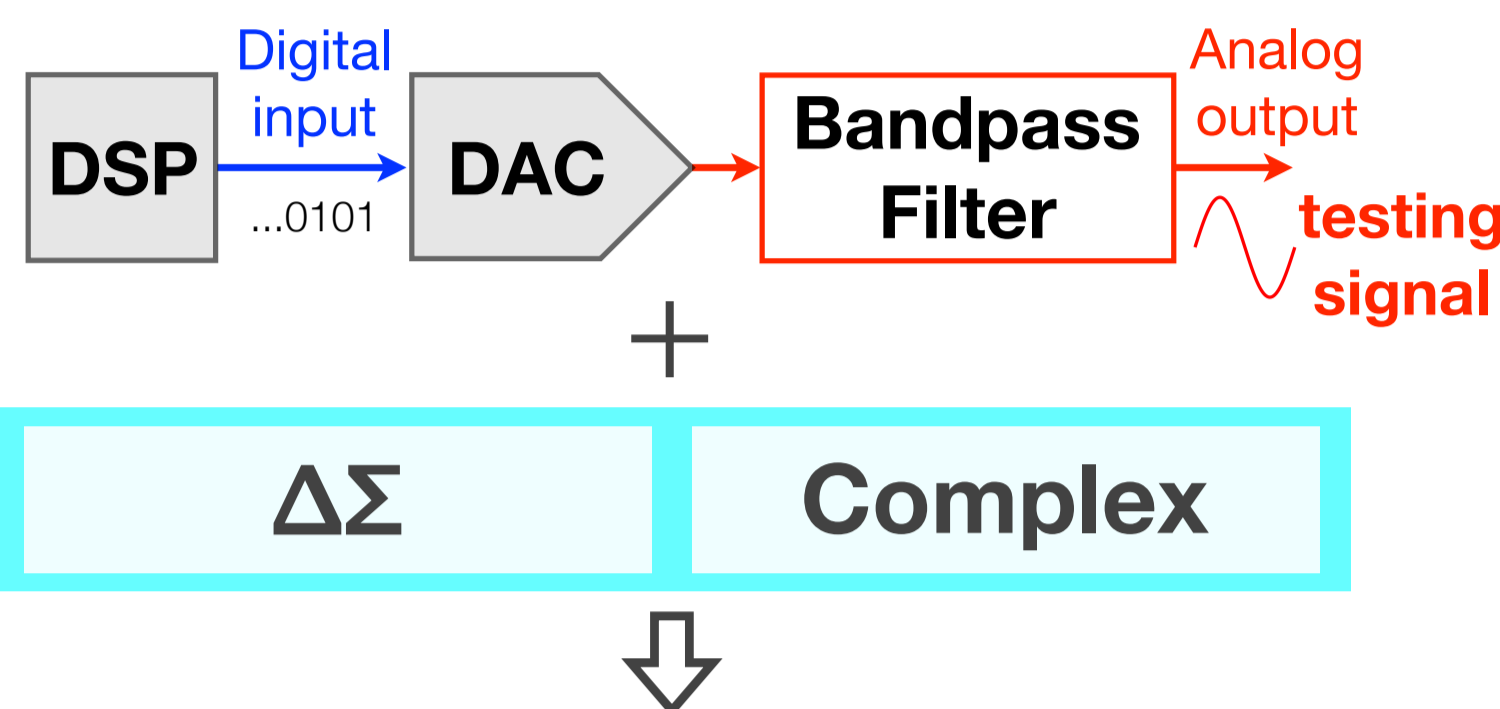 DSP
Digital
input
...0101
DAC
Bandpass
Filter
Analog
output
testing
signal
+
ΔΣ
Complex